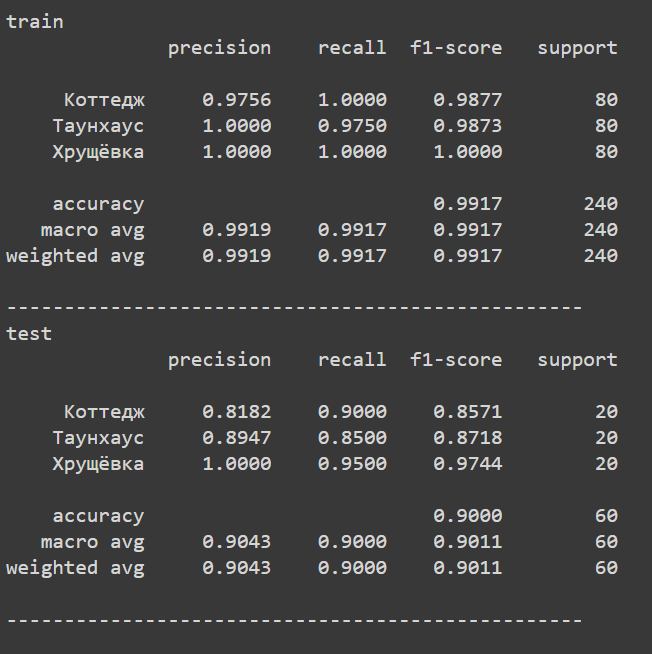 train
precision recall f1-score support
Коттедж 0.9756 1.0000 0.9877 80
Таунхаус 1.0000 0.9750 0.9873 80
Хрущёвка 1.0000 1.0000 1.0000 80
accuracy 0.9917 240
macro avg 0.9919 0.9917 0.9917 240
weighted avg 0.9919 0.9917 0.9917 240
--------------------------------------------------
test
precision recall f1-score support
Коттедж 0.8182 0.9000 0.8571 20
Таунхаус 0.8947 0.8500 0.8718 20
Хрущёвка 1.0000 0.9500 0.9744 20
accuracy 0.9000 60
macro avg 0.9043 0.9000 0.9011 60
weighted avg 0.9043 0.9000 0.9011 60
--------------------------------------------------